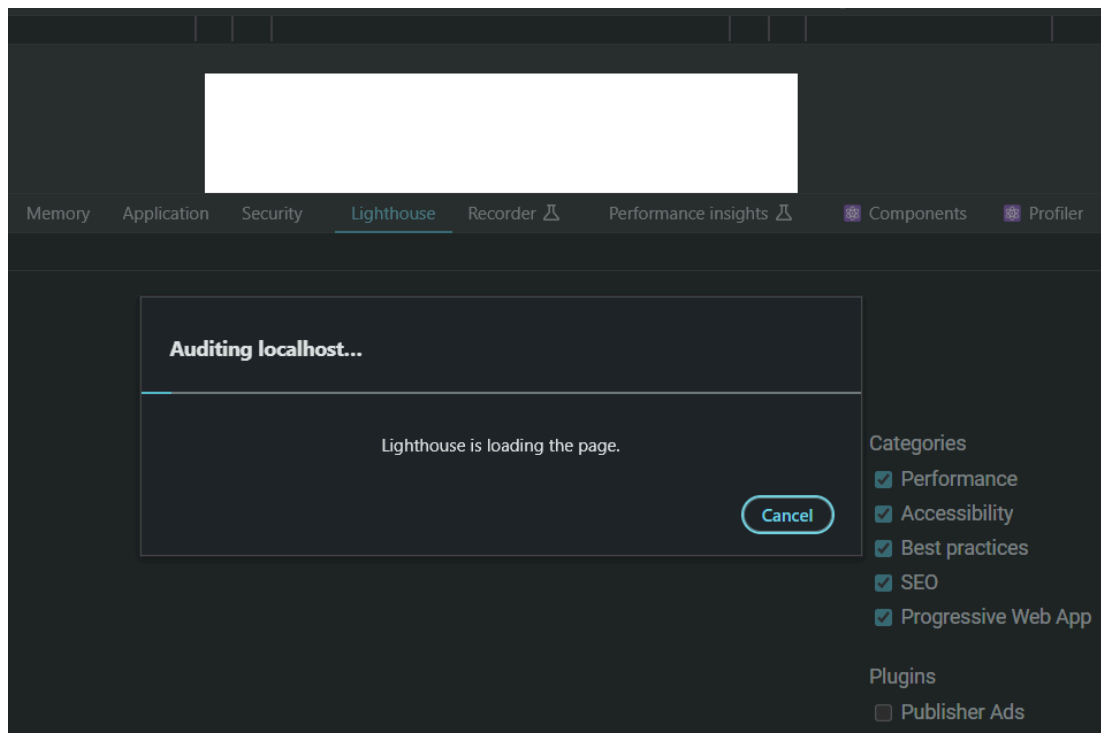 Memory Application Security Lighthouse Recorder Performance insights Components Profiler
Auditing localhost...
Lighthouse is loading the page.
Cancel
Categories
Performance
Accessibility
Best practices
SEO
Progressive Web App
Plugins
Publisher Ads